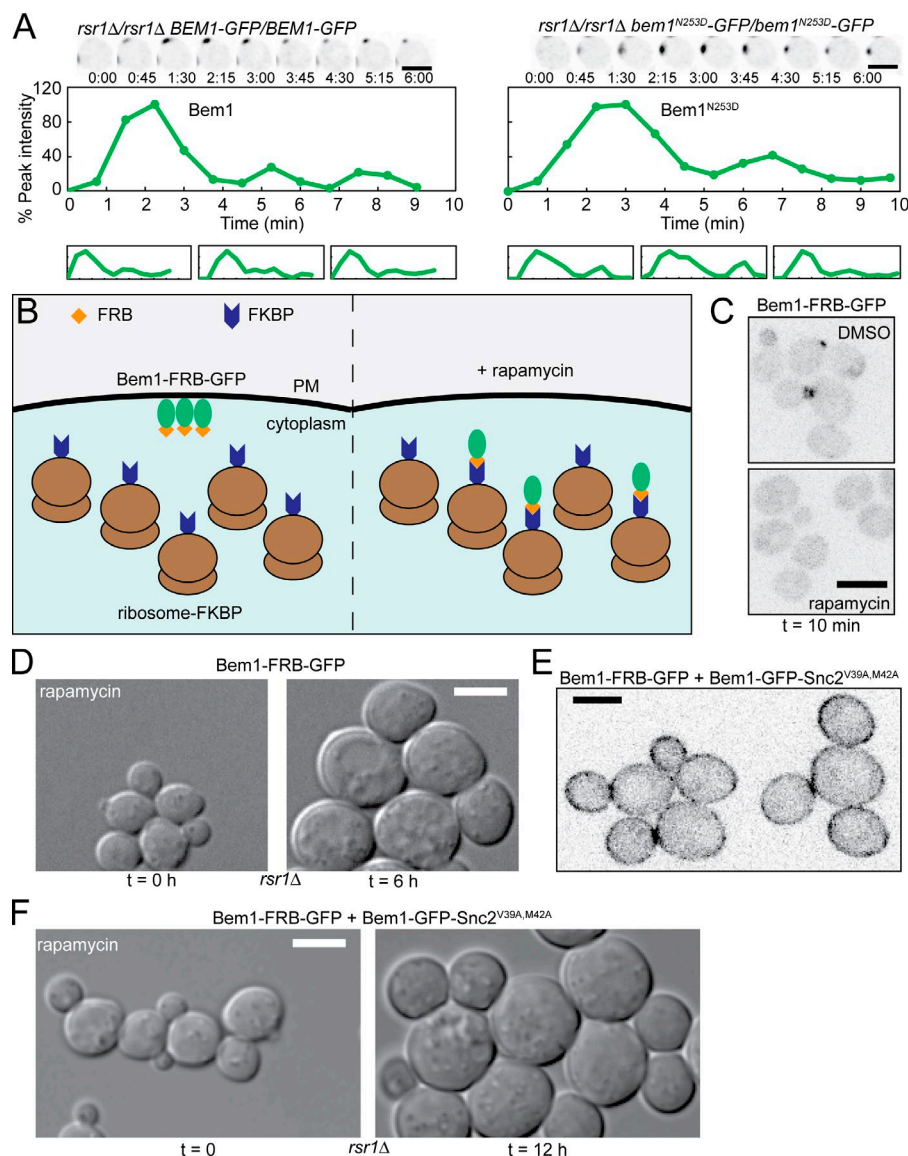 A
rsr1Δ/rsr1Δ BEM1-GFP/BEM1-GFP
0:00 0:45 1:30 2:15 3:00 3:45 4:30 5:15 6:00
% Peak intensity
120
80
40
0
Bem1
0 1 2 3 4 5 6 7 8 9 10
Time (min)
rsr1Δ/rsr1Δ bem1N253D-GFP/bem1N253D-GFP
0:00 0:45 1:30 2:15 3:00 3:45 4:30 5:15 6:00
Bem1N253D
0 1 2 3 4 5 6 7 8 9 10
Time (min)
B
FRB
FKBP
Bem1-FRB-GFP
PM
cytoplasm
ribosome-FKBP
+ rapamycin
C
Bem1-FRB-GFP
DMSO
rapamycin
t = 10 min
D
Bem1-FRB-GFP
rapamycin
t = 0 h
rsr1Δ
t = 6 h
E
Bem1-FRB-GFP + Bem1-GFP-Snc2V39A,M42A
F
Bem1-FRB-GFP + Bem1-GFP-Snc2V39A,M42A
rapamycin
t = 0
rsr1Δ
t = 12 h